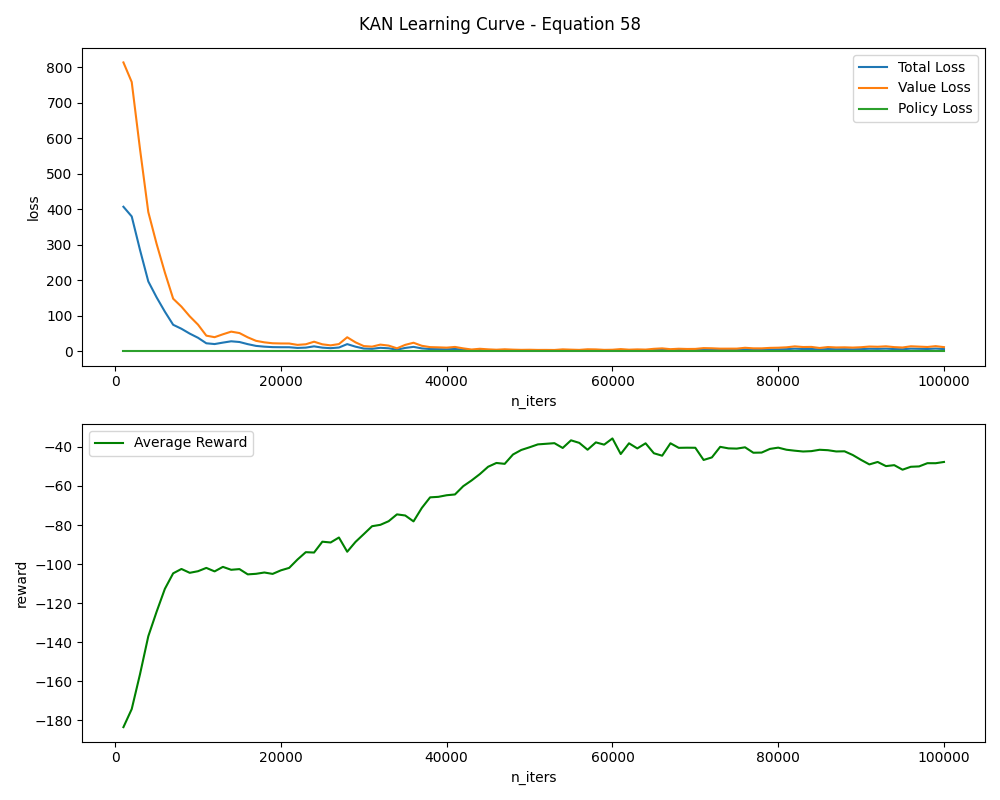 KAN Learning Curve - Equation 58
800
700
600
500
400
300
200
100
0
loss
Total Loss
Value Loss
Policy Loss
0 20000 40000 60000 80000 100000
n_iters
−40
−60
−80
−100
−120
−140
−160
−180
reward
Average Reward
0 20000 40000 60000 80000 100000
n_iters